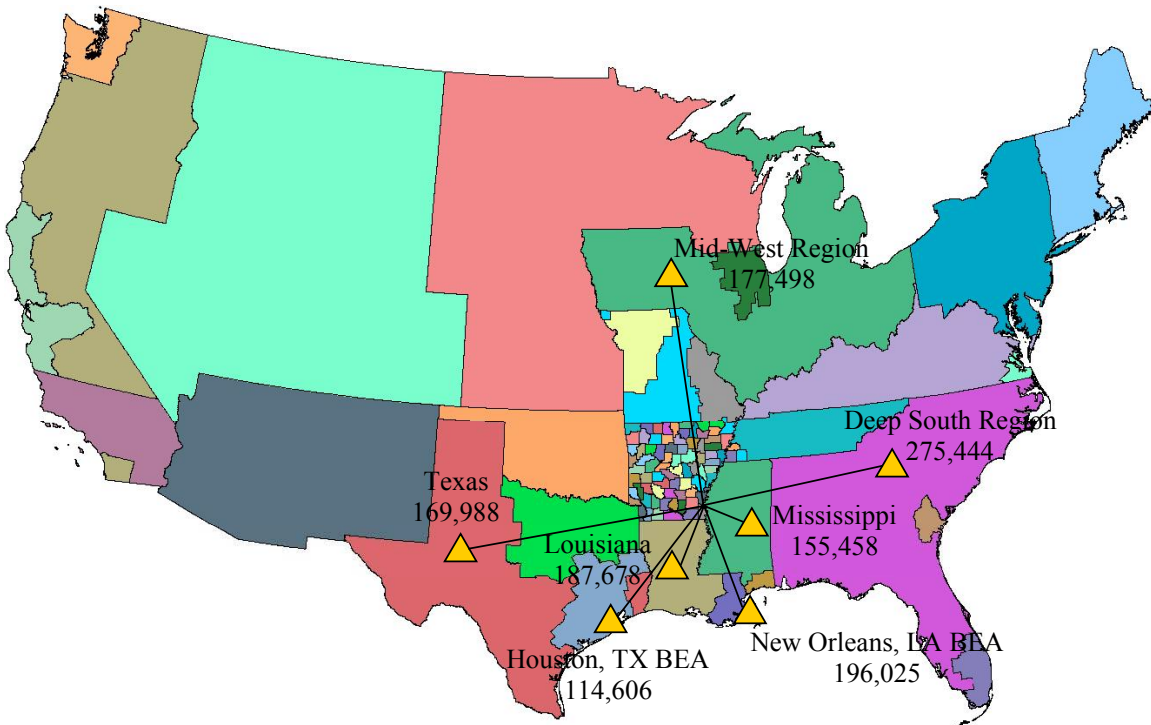 Mid-West Region
177,498
Deep South Region
275,444
Texas
169,988
Mississippi
155,458
Louisiana
187,678
New Orleans, LA BEA
196,025
Houston, TX BEA
114,606